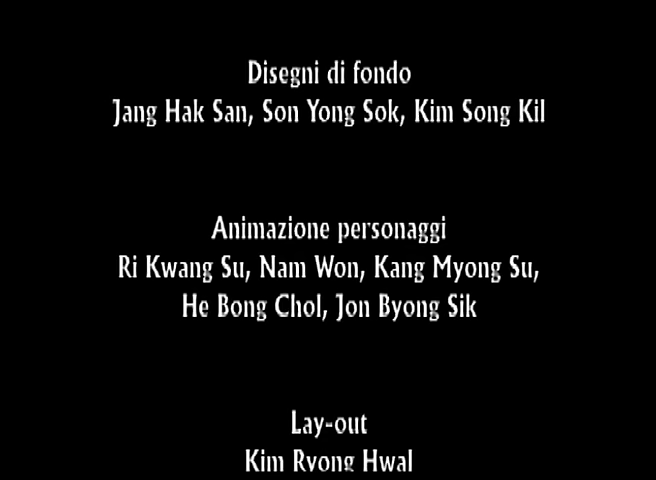 Disegni di fondo
Jang Hak San, Son Yong Sok, Kim Song Kil
Animazione personaggi
Ri Kwang Su, Nam Won, Kang Myong Su,
He Bong Chol, Jon Byong Sik
Lay-out
Kim Ryong Hwal